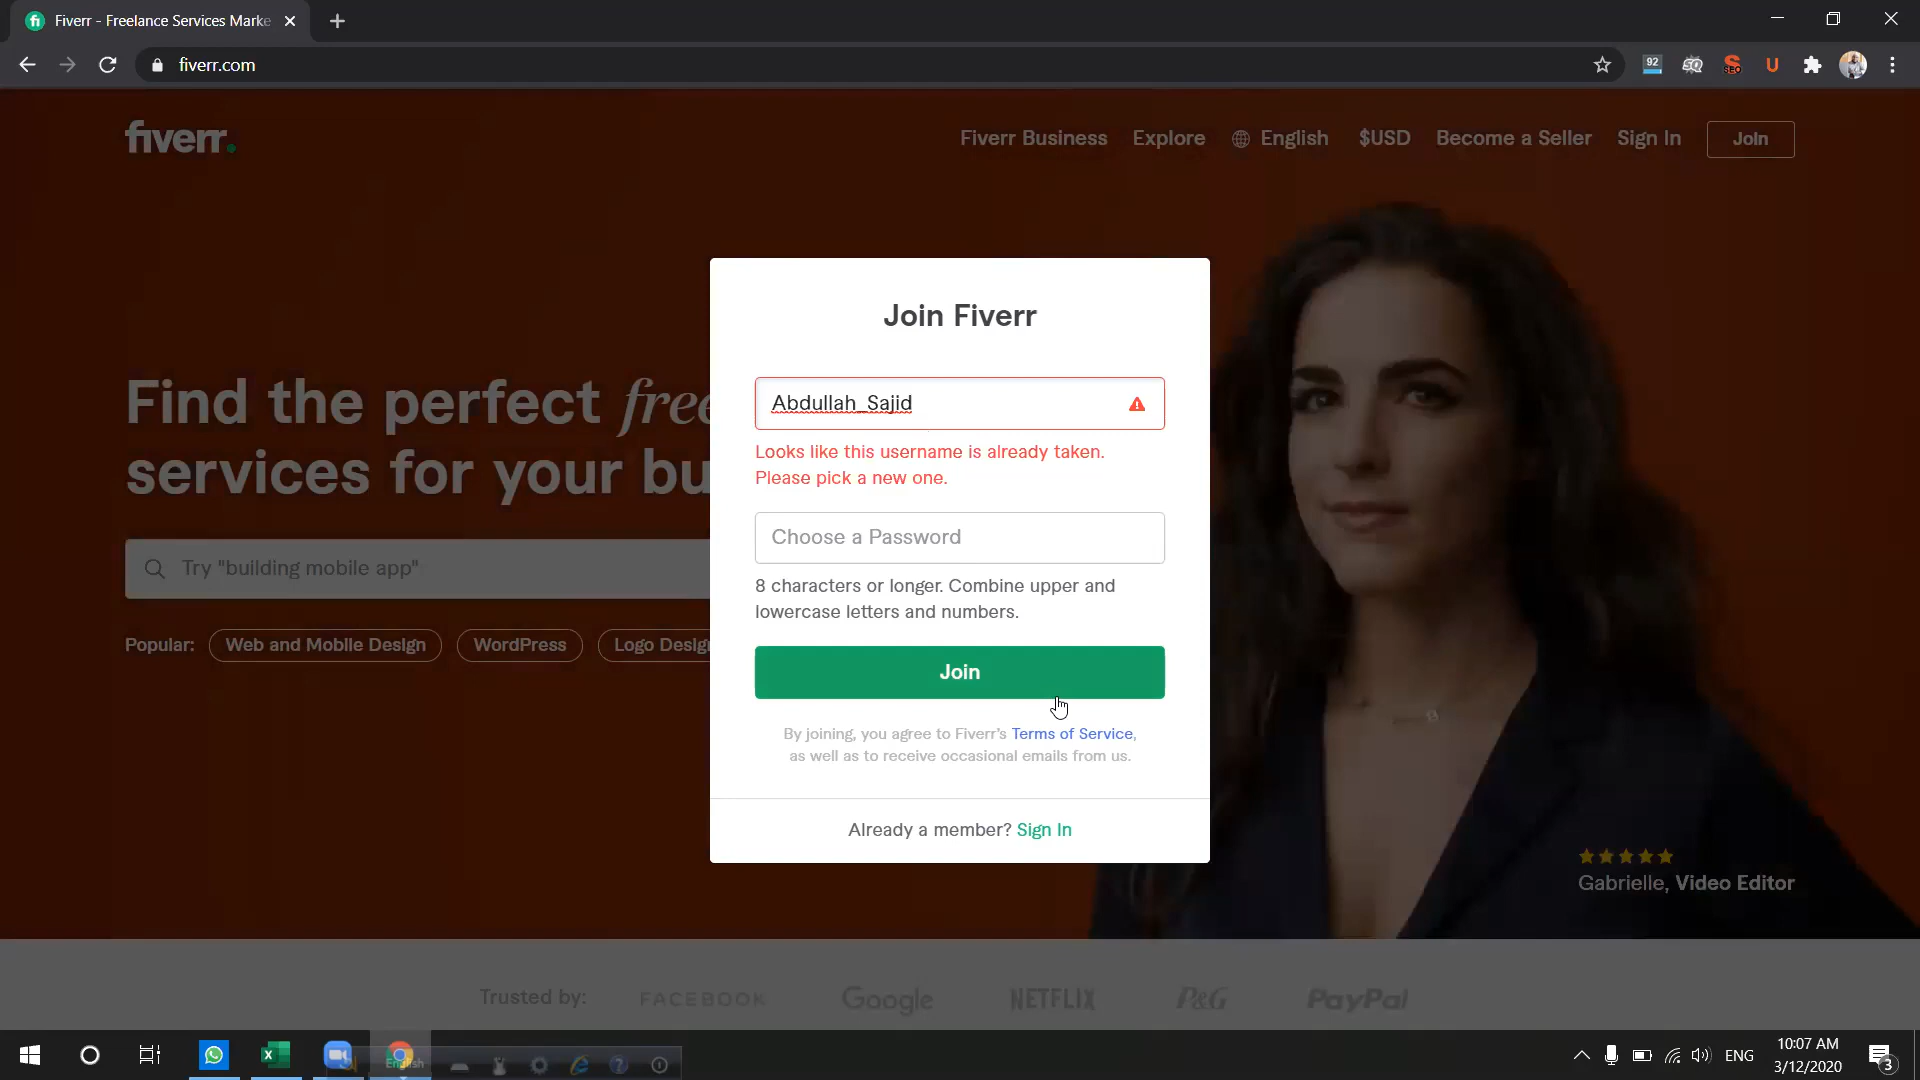 Fiverr - Freelance Services Marke
fiverr.com
92
SEO
U
fiverr.
Fiverr Business
Explore
English
$USD
Become a Seller
Sign In
Join
Find the perfect free
services for your bu
Try "building mobile app"
Popular:
Web and Mobile Design
WordPress
Logo Design
Join Fiverr
Abdullah_Sajid
Looks like this username is already taken.
Please pick a new one.
Choose a Password
8 characters or longer. Combine upper and
lowercase letters and numbers.
Join
By joining, you agree to Fiverr's Terms of Service,
as well as to receive occasional emails from us.
Already a member? Sign In
Gabrielle, Video Editor
Trusted by:
FACEBOOK
Google
NETFLIX
P&G
PayPal
English
ENG
10:07 AM
3/12/2020
3